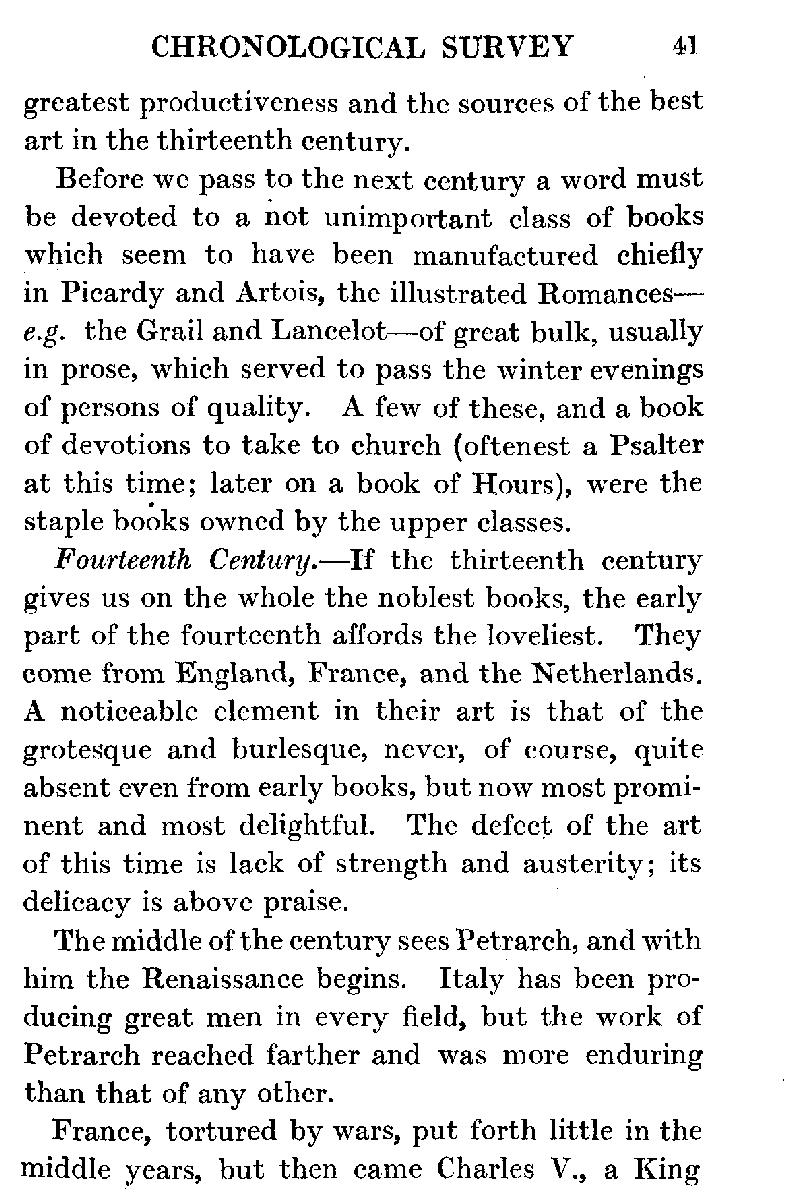 CHRONOLOGICAL SURVEY 41
greatest productiveness and the sources of the best
art in the thirteenth century.
Before we pass to the next century a word must
be devoted to a not unimportant class of books
which seem to have been manufactured chiefly
in Picardy and Artois, the illustrated Romances—
e.g. the Grail and Lancelot—of great bulk, usually
in prose, which served to pass the winter evenings
of persons of quality. A few of these, and a book
of devotions to take to church (oftenest a Psalter
at this time; later on a book of Hours), were the
staple books owned by the upper classes.
Fourteenth Century.—If the thirteenth century
gives us on the whole the noblest books, the early
part of the fourteenth affords the loveliest. They
come from England, France, and the Netherlands.
A noticeable element in their art is that of the
grotesque and burlesque, never, of course, quite
absent even from early books, but now most promi-
nent and most delightful. The defect of the art
of this time is lack of strength and austerity; its
delicacy is above praise.
The middle of the century sees Petrarch, and with
him the Renaissance begins. Italy has been pro-
ducing great men in every field, but the work of
Petrarch reached farther and was more enduring
than that of any other.
France, tortured by wars, put forth little in the
middle years, but then came Charles V., a King